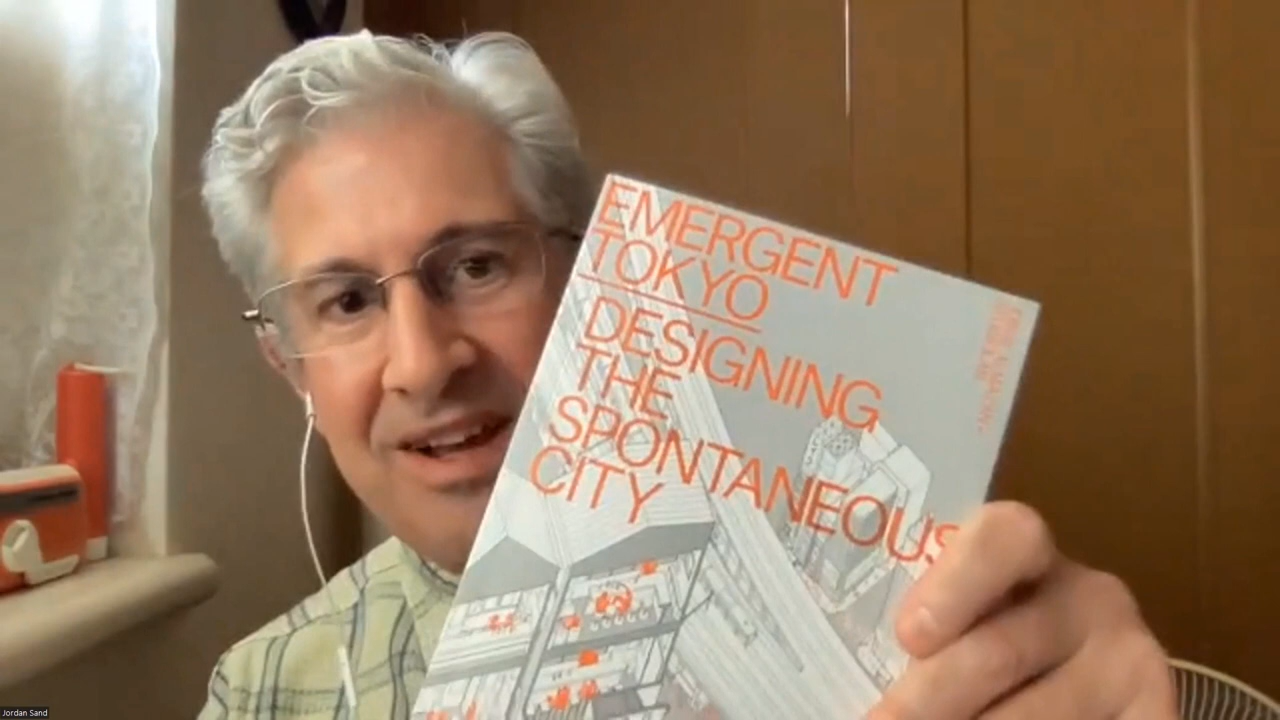 EMERGENT
TOKYO
DESIGNING
THE
SPONTANEOUS
CITY
Jordan Sand